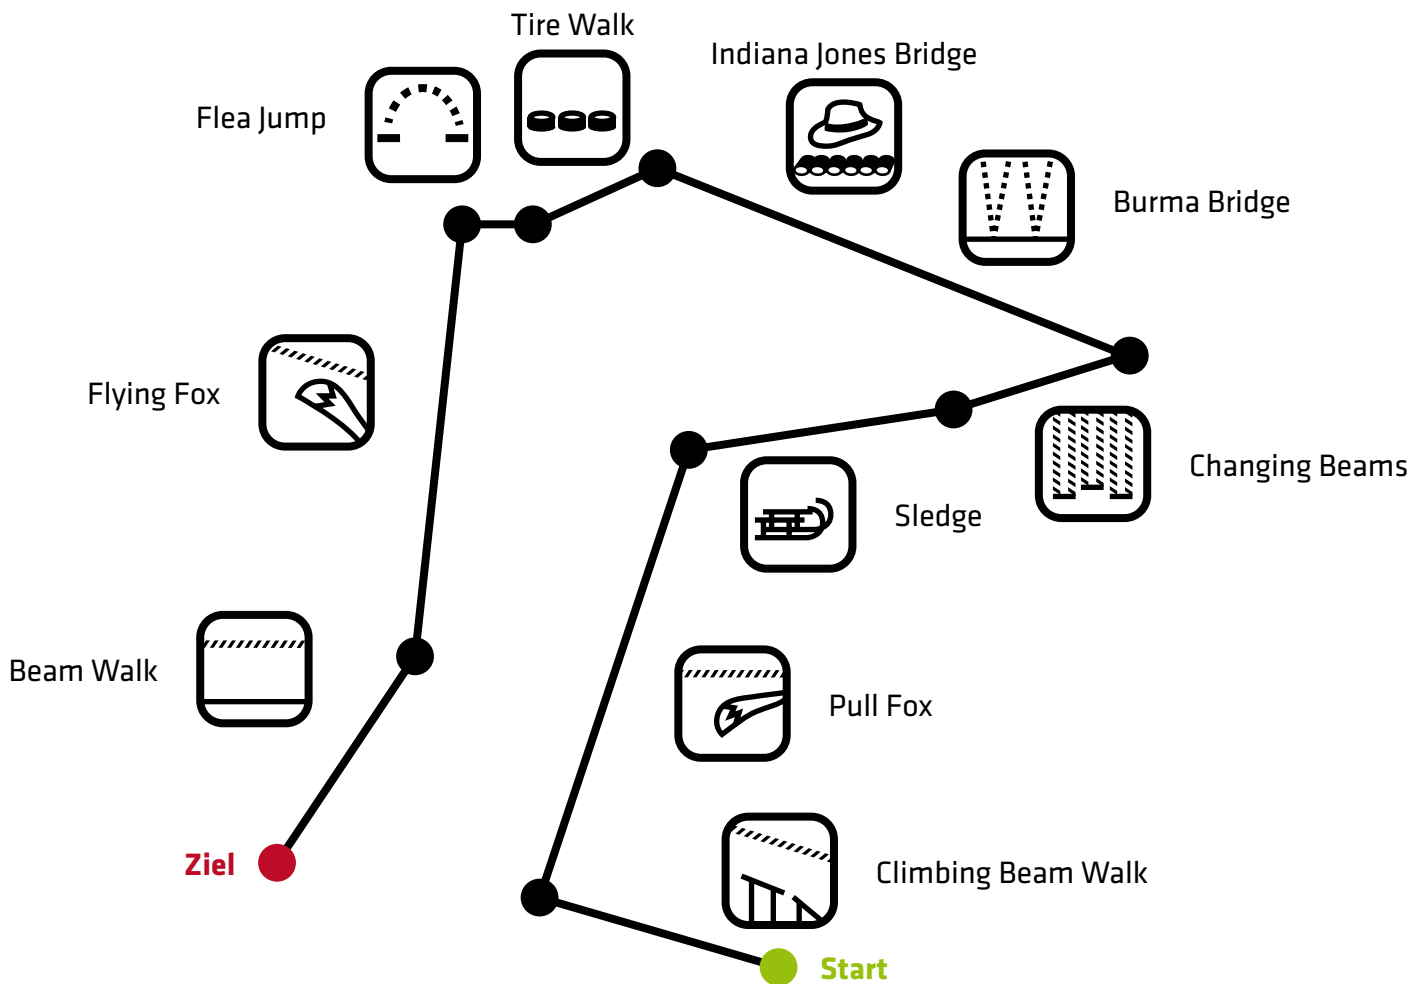 Tire Walk
Indiana Jones Bridge
Flea Jump
Burma Bridge
Flying Fox
Changing Beams
Sledge
Beam Walk
Pull Fox
Ziel
Climbing Beam Walk
Start